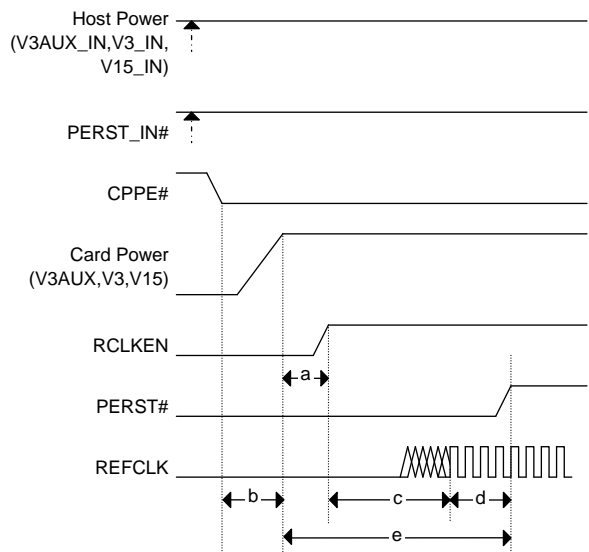 Host Power
(V3AUX_IN,V3_IN,
V15_IN)
PERST_IN#
CPPE#
Card Power
(V3AUX,V3,V15)
RCLKEN
a
PERST#
REFCLK
b
c
d
e